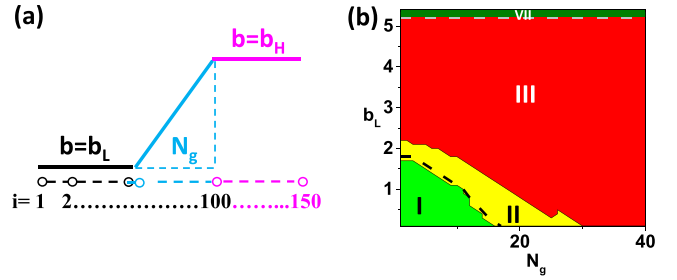 (a)
b=b_H
b=b_L
N_g
i= 1 2.....................100..........150
(b)
VII
5
4
3
2
1
b_L
III
I
II
20
40
N_g